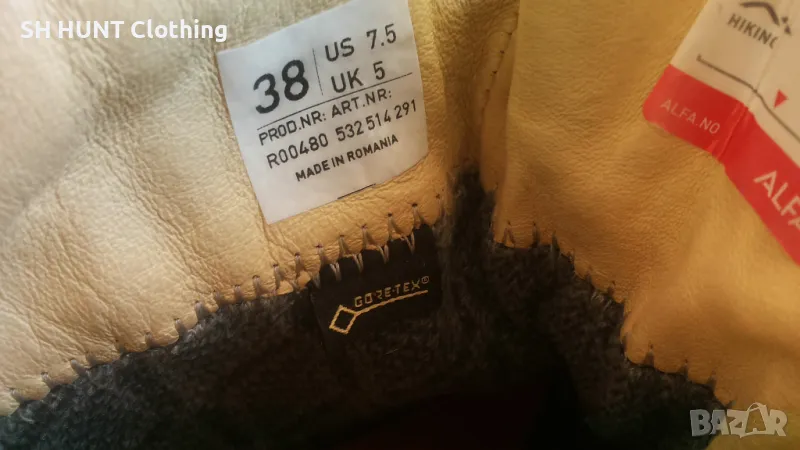 SH HUNT Clothing
38
US 7.5
UK 5
PROD.NR: ART.NR:
R00480 532 514 291
MADE IN ROMANIA
GORE-TEX®
HIKING
ALFA.NO
ALFA
BAZAR